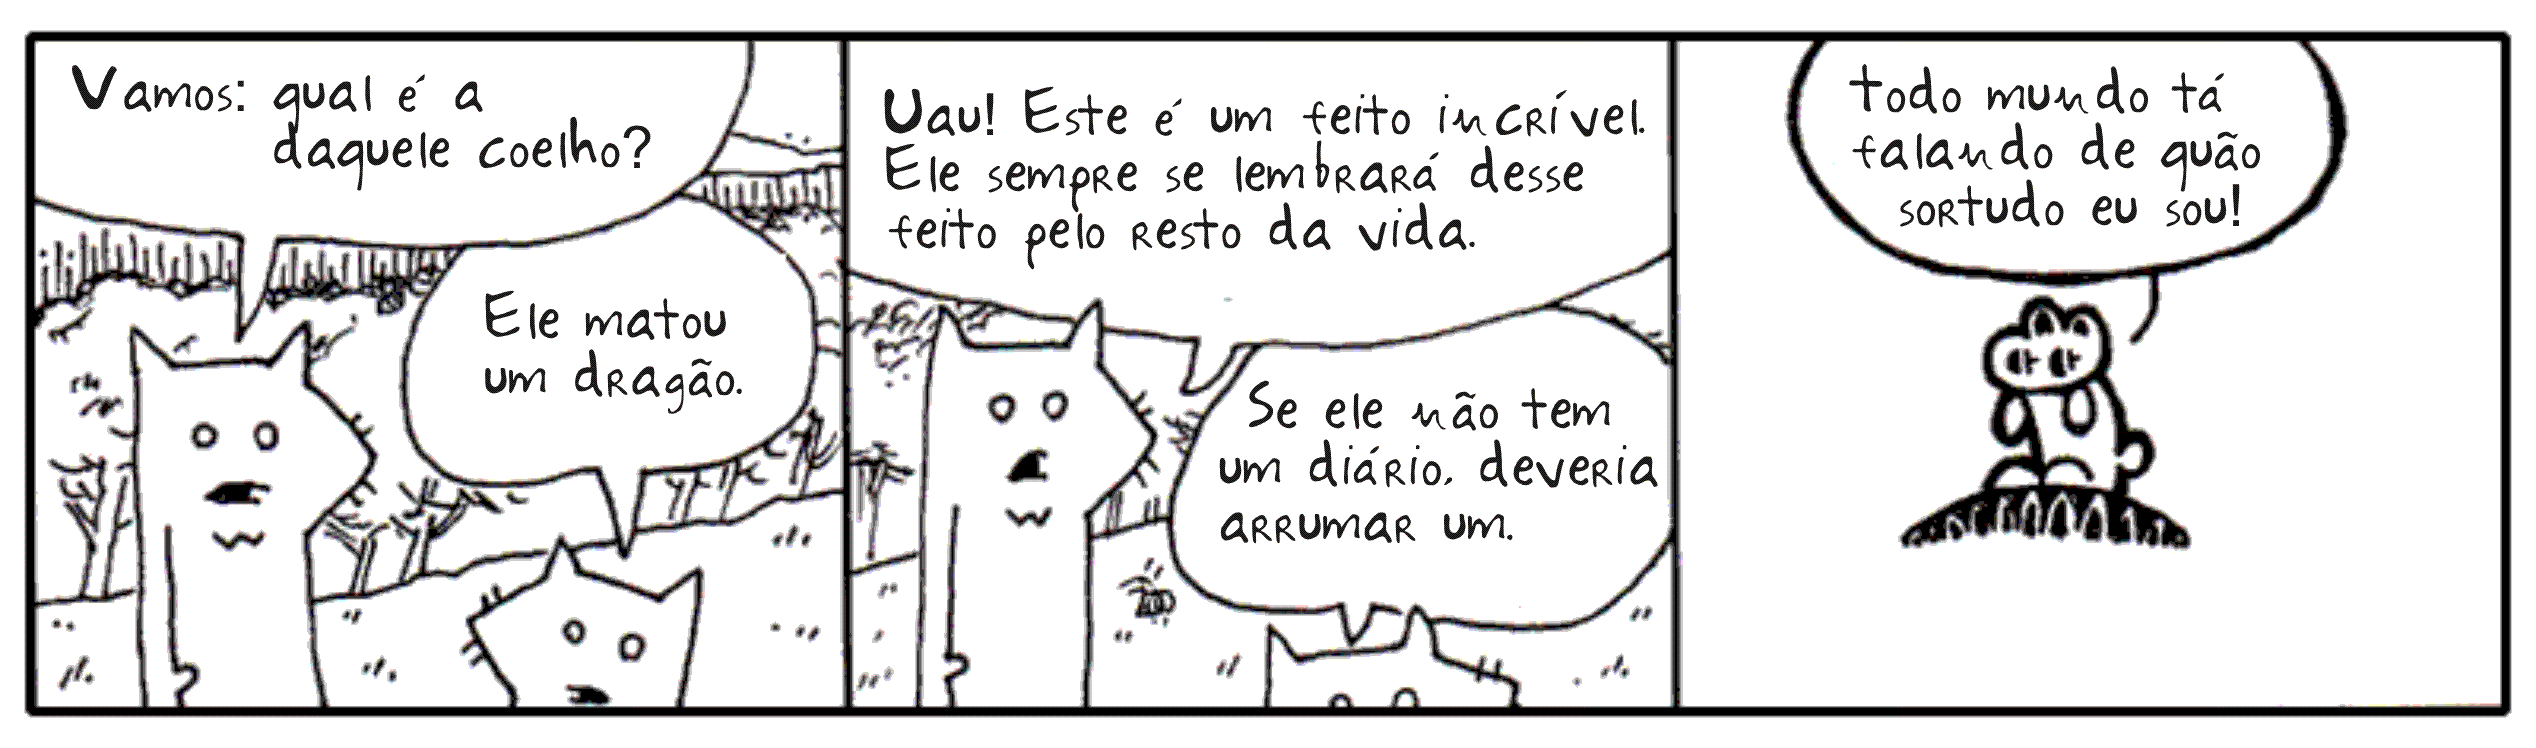 Vamos: qual é a
daquele coelho?
Ele matou
um dragão.
Uau! Este é um feito incrível.
Ele sempre se lembrará desse
feito pelo resto da vida.
Se ele não tem
um diário, deveria
arrumar um.
Todo mundo tá
falando de quão
sortudo eu sou!